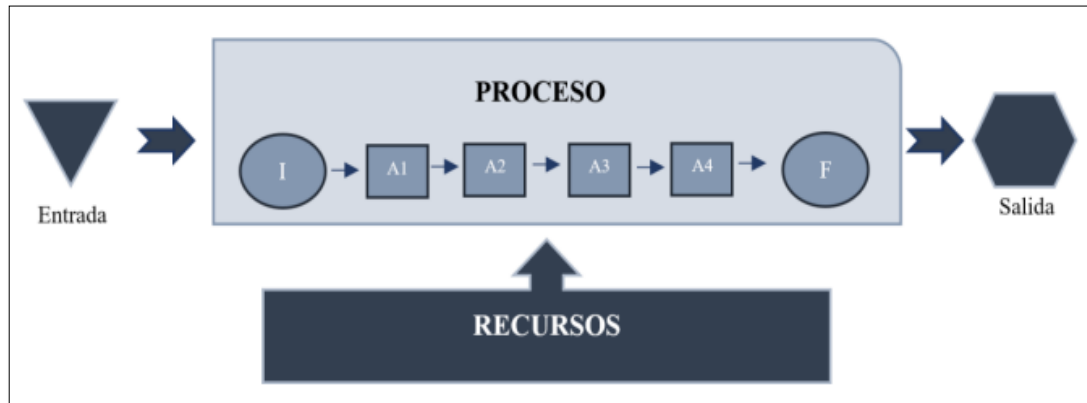 PROCESO
I
A1
A2
A3
A4
F
Entrada
Salida
RECURSOS